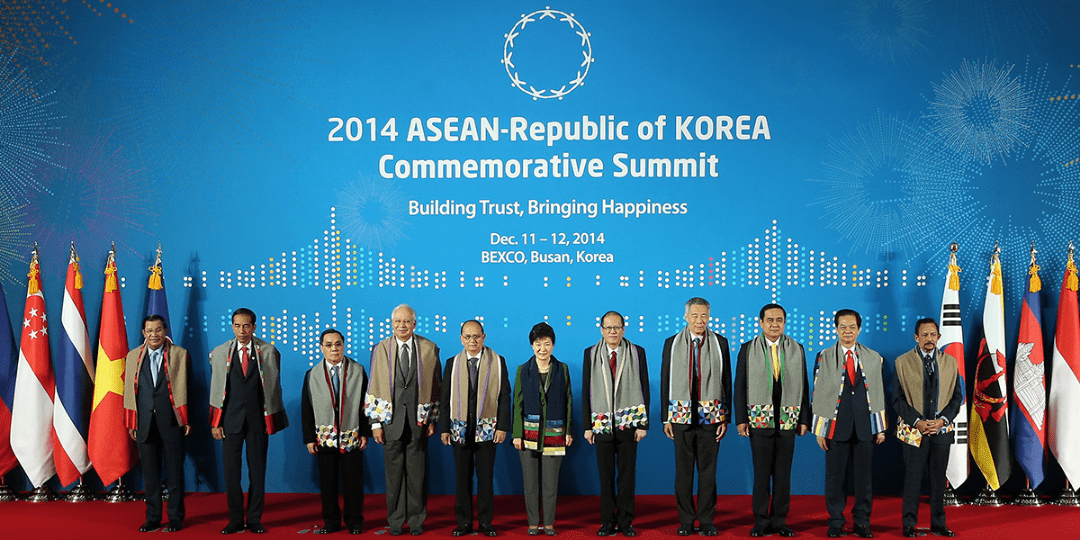 2014 ASEAN-Republic of KOREA
Commemorative Summit
Building Trust, Bringing Happiness
Dec. 11 – 12, 2014
BEXCO, Busan, Korea